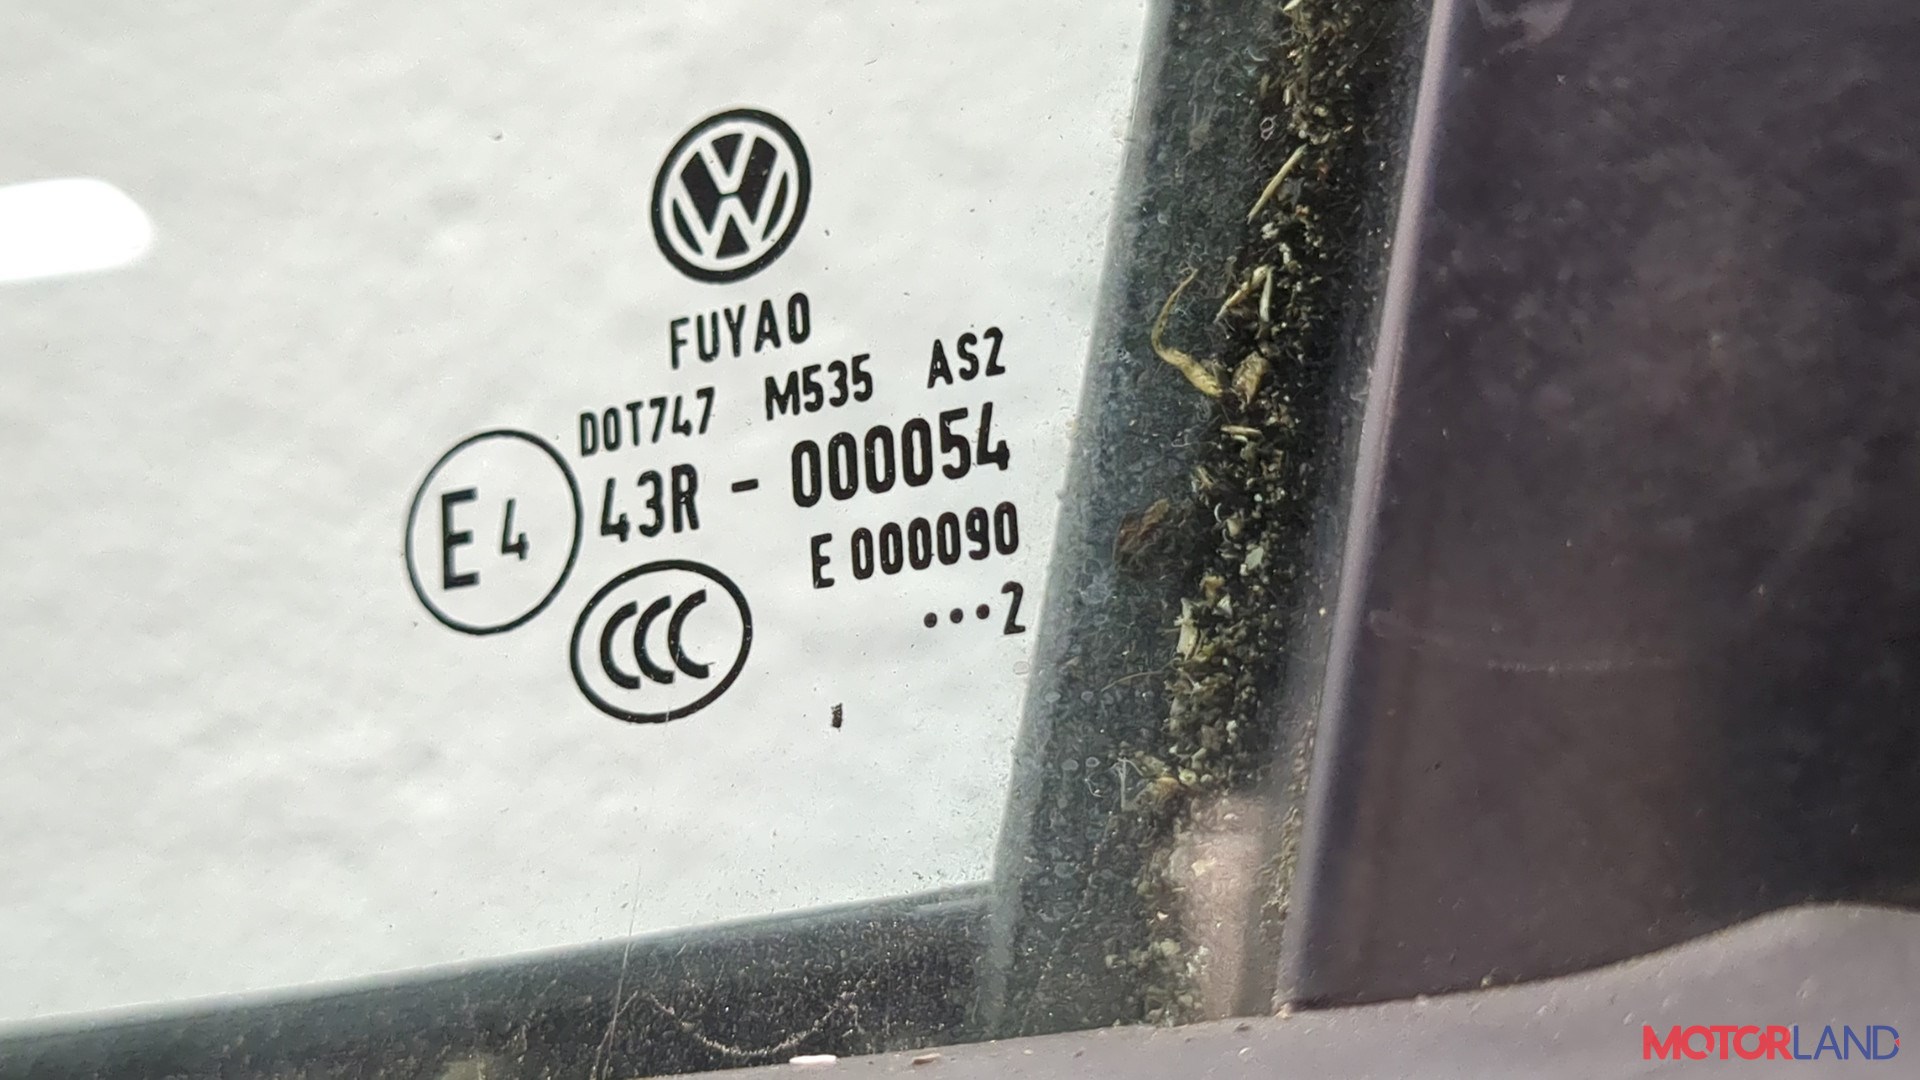 FUYAO
DOT747 M535 AS2
E4 43R - 000054
E 000090
CCC
...2
MOTORLAND